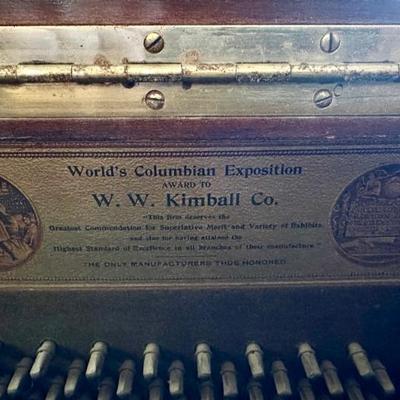 World's Columbian Exposition
AWARD TO
W. W. Kimball Co.
"This firm deserves the
Greatest Commendation for Superlative Merit and Variety of Exhibits,
and also for having attained the
Highest Standard of Excellence in all branches of their manufacture."
THE ONLY MANUFACTURERS THUS HONORED.